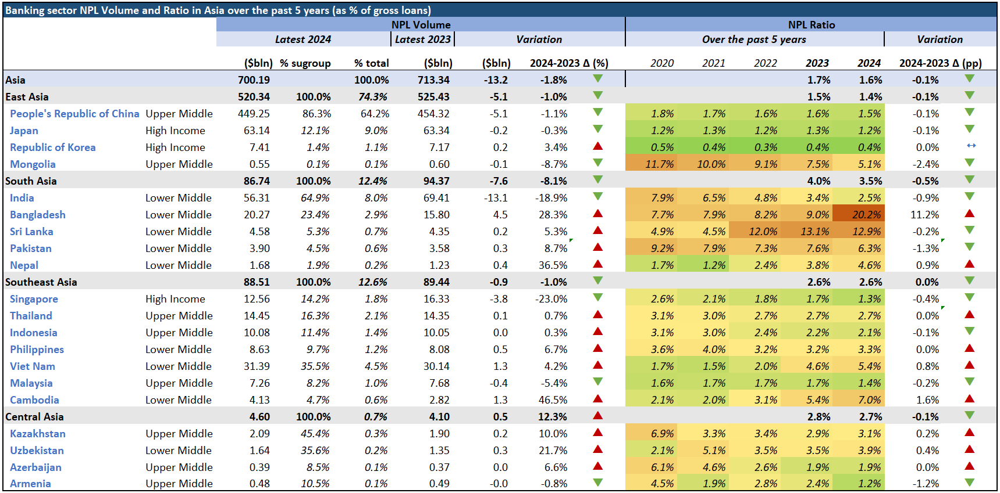 Banking sector NPL Volume and Ratio in Asia over the past 5 years (as % of gross loans)
NPL Volume NPL Ratio
Latest 2024 Latest 2023 Variation Over the past 5 years Variation
($bln) % sugroup % total ($bln) ($bln) 2024-2023 Δ (%) 2020 2021 2022 2023 2024 2024-2023 Δ (pp)
Asia 700.19 100.0% 713.34 -13.2 -1.8% 1.7% 1.6% -0.1%
East Asia 520.34 100.0% 74.3% 525.43 -5.1 -1.0% 1.5% 1.4% -0.1%
People's Republic of China Upper Middle 449.25 86.3% 64.2% 454.32 -5.1 -1.1% 1.8% 1.7% 1.6% 1.6% 1.5% -0.1%
Japan High Income 63.14 12.1% 9.0% 63.34 -0.2 -0.3% 1.2% 1.3% 1.2% 1.3% 1.2% -0.1%
Republic of Korea High Income 7.41 1.4% 1.1% 7.17 0.2 3.4% 0.5% 0.4% 0.3% 0.4% 0.4% 0.0%
Mongolia Upper Middle 0.55 0.1% 0.1% 0.60 -0.1 -8.7% 11.7% 10.0% 9.1% 7.5% 5.1% -2.4%
South Asia 86.74 100.0% 12.4% 94.37 -7.6 -8.1% 4.0% 3.5% -0.5%
India Lower Middle 56.31 64.9% 8.0% 69.41 -13.1 -18.9% 7.9% 6.5% 4.8% 3.4% 2.5% -0.9%
Bangladesh Lower Middle 20.27 23.4% 2.9% 15.80 4.5 28.3% 7.7% 7.9% 8.2% 9.0% 20.2% 11.2%
Sri Lanka Lower Middle 4.58 5.3% 0.7% 4.35 0.2 5.3% 4.9% 4.5% 12.0% 13.1% 12.9% -0.2%
Pakistan Lower Middle 3.90 4.5% 0.6% 3.58 0.3 8.7% 9.2% 7.9% 7.3% 7.6% 6.3% -1.3%
Nepal Lower Middle 1.68 1.9% 0.2% 1.23 0.4 36.5% 1.7% 1.2% 2.4% 3.8% 4.6% 0.9%
Southeast Asia 88.51 100.0% 12.6% 89.44 -0.9 -1.0% 2.6% 2.6% 0.0%
Singapore High Income 12.56 14.2% 1.8% 16.33 -3.8 -23.0% 2.6% 2.1% 1.8% 1.7% 1.3% -0.4%
Thailand Upper Middle 14.45 16.3% 2.1% 14.35 0.1 0.7% 3.1% 3.0% 2.7% 2.7% 2.7% 0.0%
Indonesia Upper Middle 10.08 11.4% 1.4% 10.05 0.0 0.3% 3.1% 3.0% 2.4% 2.2% 2.1% -0.1%
Philippines Lower Middle 8.63 9.7% 1.2% 8.08 0.5 6.7% 3.6% 4.0% 3.2% 3.2% 3.3% 0.0%
Viet Nam Lower Middle 31.39 35.5% 4.5% 30.14 1.3 4.2% 1.7% 1.5% 2.0% 4.6% 5.4% 0.8%
Malaysia Upper Middle 7.26 8.2% 1.0% 7.68 -0.4 -5.4% 1.6% 1.7% 1.7% 1.7% 1.4% -0.2%
Cambodia Lower Middle 4.13 4.7% 0.6% 2.82 1.3 46.5% 2.1% 2.0% 3.1% 5.4% 7.0% 1.6%
Central Asia 4.60 100.0% 0.7% 4.10 0.5 12.3% 2.8% 2.7% -0.1%
Kazakhstan Upper Middle 2.09 45.4% 0.3% 1.90 0.2 10.0% 6.9% 3.3% 3.4% 2.9% 3.1% 0.2%
Uzbekistan Lower Middle 1.64 35.6% 0.2% 1.35 0.3 21.7% 2.1% 5.1% 3.5% 3.5% 3.9% 0.4%
Azerbaijan Upper Middle 0.39 8.5% 0.1% 0.37 0.0 6.6% 6.1% 4.6% 2.6% 1.9% 1.9% 0.0%
Armenia Upper Middle 0.48 10.5% 0.1% 0.49 -0.0 -0.8% 4.5% 1.9% 2.8% 2.4% 1.2% -1.2%